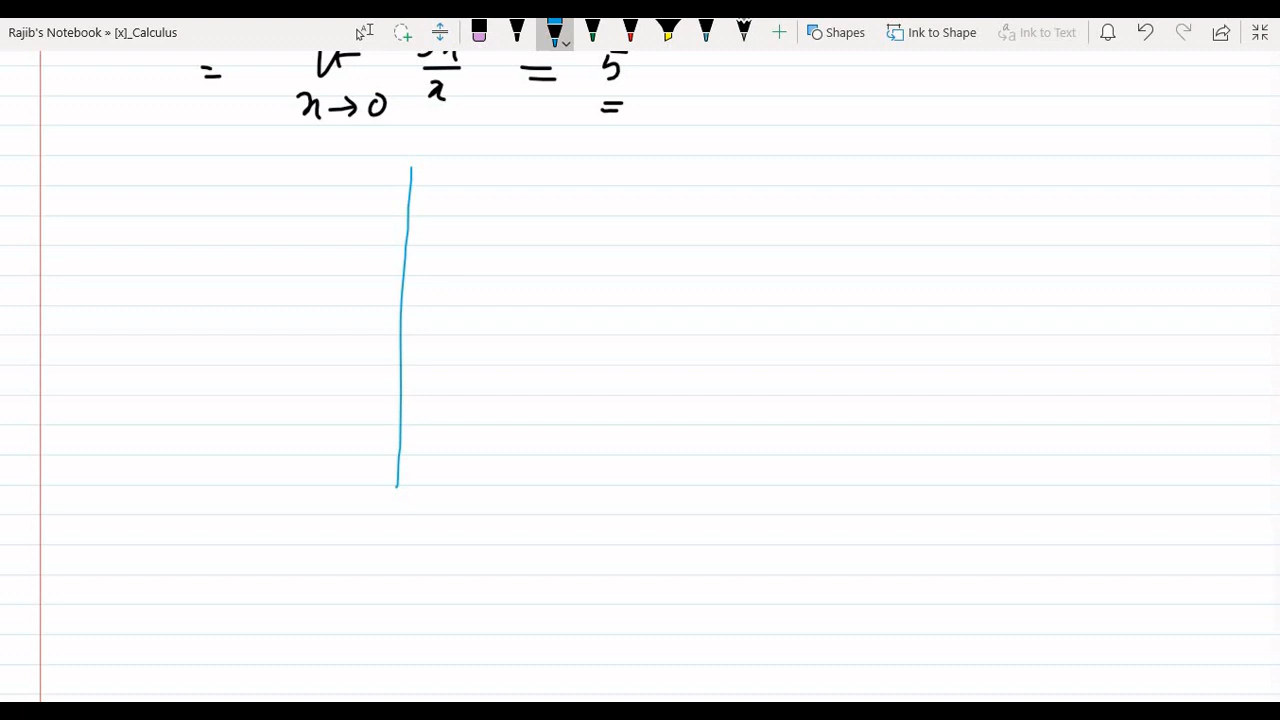 Rajib's Notebook » [x]_Calculus
Shapes
Ink to Shape
Ink to Text
= x = 5
x → 0 =